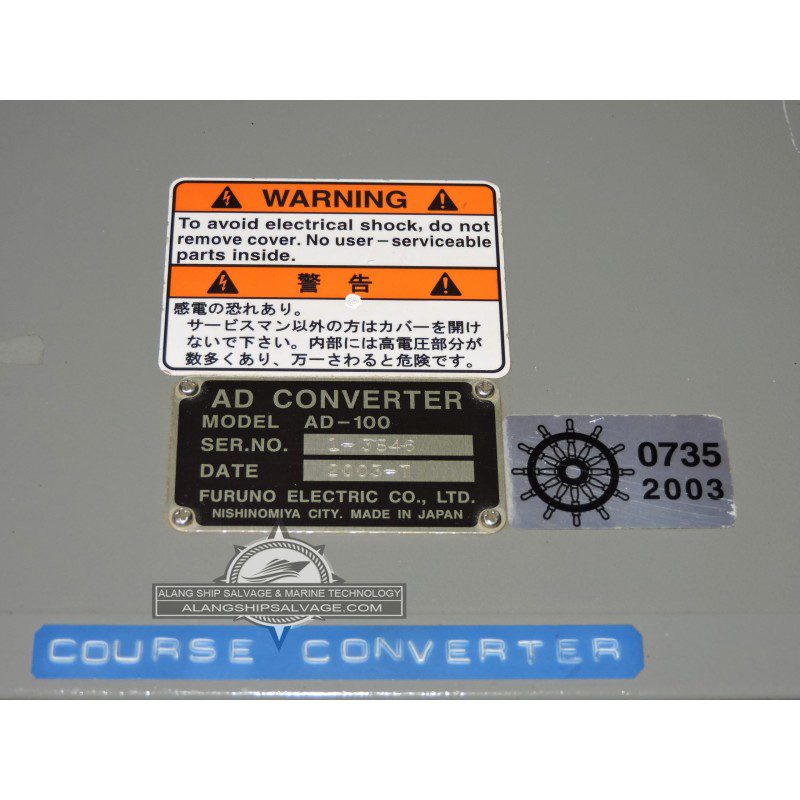 WARNING
To avoid electrical shock, do not
remove cover. No user-serviceable
parts inside.
警告
感電の恐れあり。
サービスマン以外の方はカバーを開け
ないで下さい。内部には高電圧部分が
数多くあり、万一さわると危険です。
AD CONVERTER
MODEL AD-100
SER.NO. 1-3546
DATE 2003-7
FURUNO ELECTRIC CO., LTD.
NISHINOMIYA CITY. MADE IN JAPAN
0735
2003
ALANG SHIP SALVAGE & MARINE TECHNOLOGY
ALANGSHIPSALVAGE.COM
COURSE CONVERTER